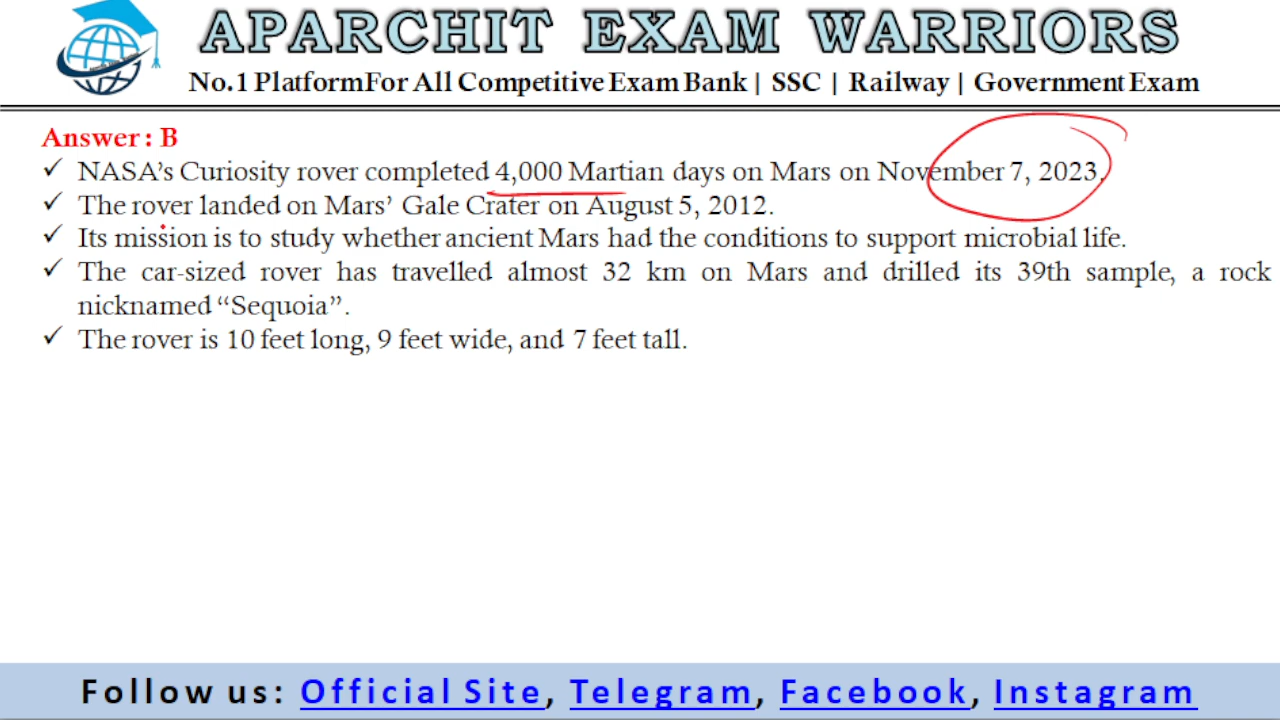 APARCHIT EXAM WARRIORS
No.1 PlatformFor All Competitive Exam Bank | SSC | Railway | Government Exam
Answer : B
✓ NASA's Curiosity rover completed 4,000 Martian days on Mars on November 7, 2023.
✓ The rover landed on Mars' Gale Crater on August 5, 2012.
✓ Its mission is to study whether ancient Mars had the conditions to support microbial life.
✓ The car-sized rover has travelled almost 32 km on Mars and drilled its 39th sample, a rock
nicknamed “Sequoia”.
✓ The rover is 10 feet long, 9 feet wide, and 7 feet tall.
Follow us: Official Site, Telegram, Facebook, Instagram